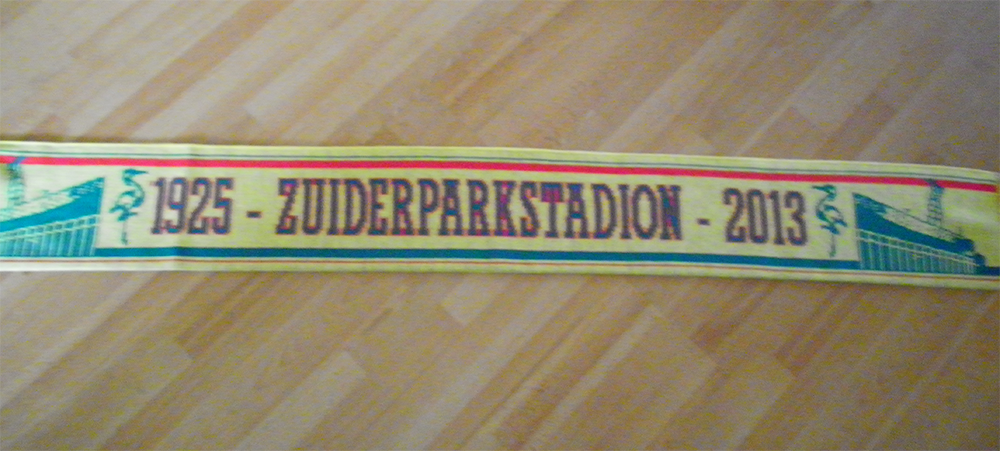 1925 - ZUIDERPARKSTADION - 2013